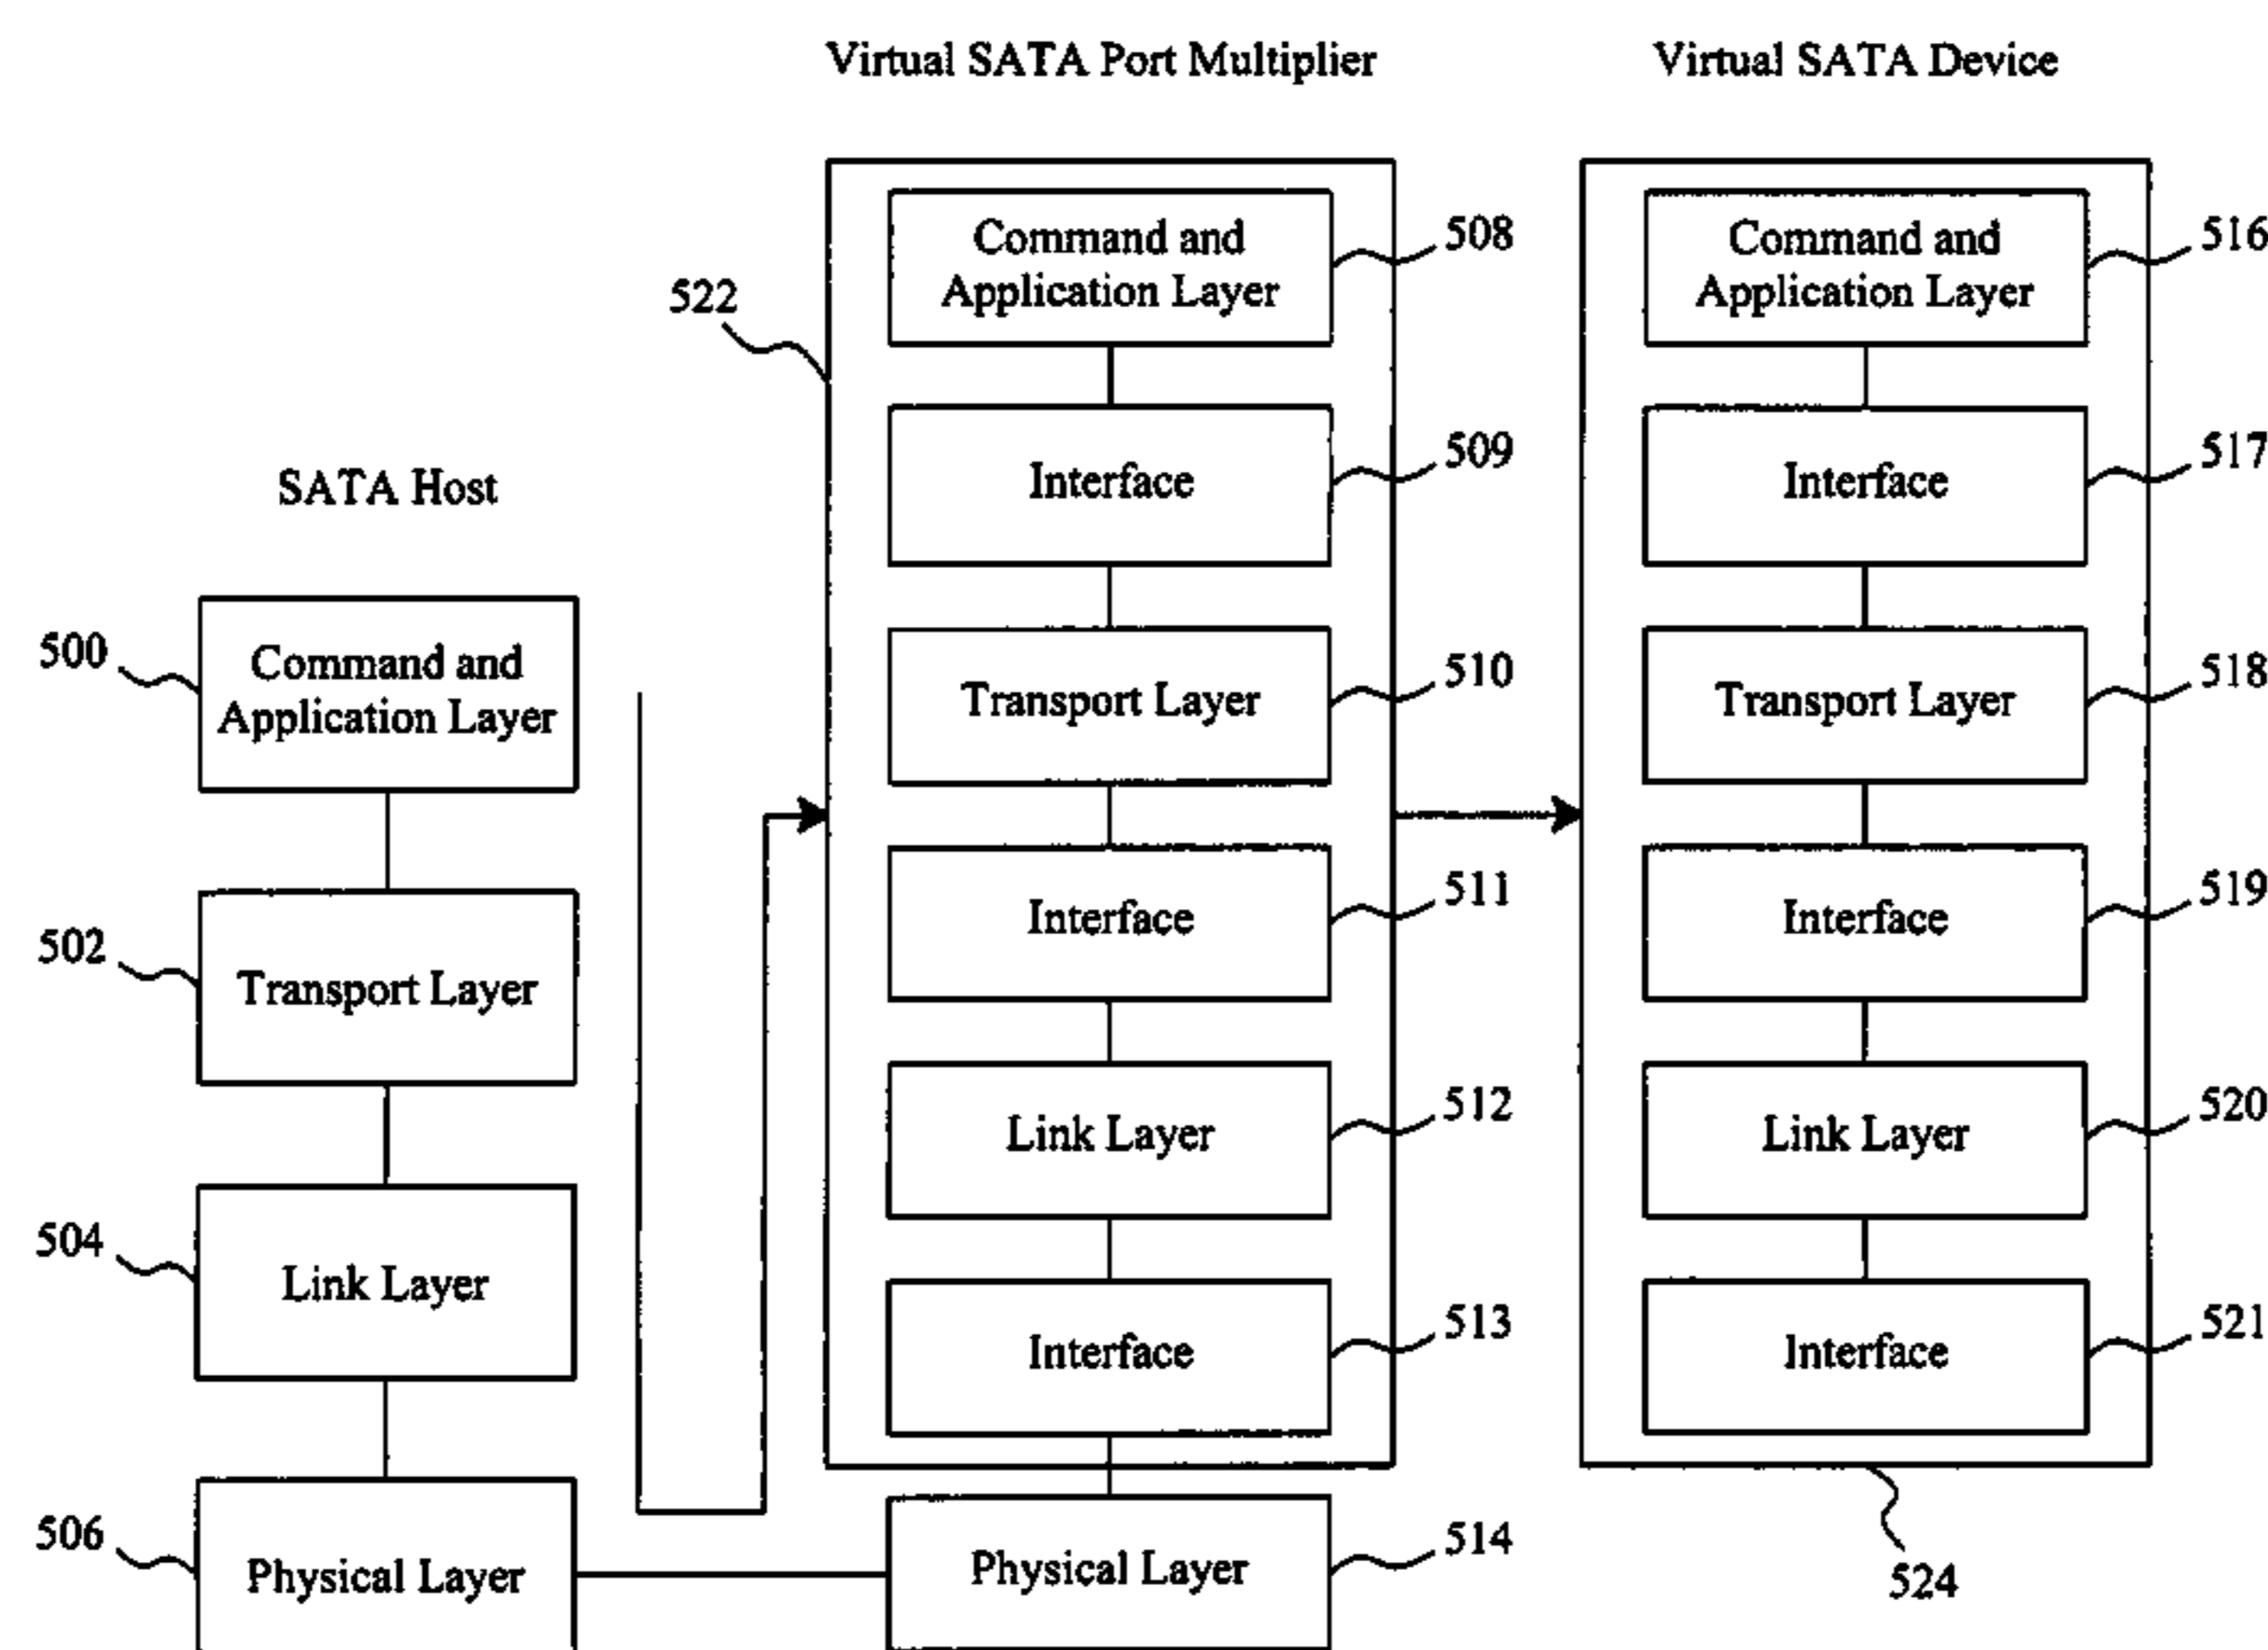 Virtual SATA Port Multiplier
Virtual SATA Device
SATA Host
500
Command and
Application Layer
502
Transport Layer
504
Link Layer
506
Physical Layer
522
Command and
Application Layer
508
Interface
509
Transport Layer
510
Interface
511
Link Layer
512
Interface
513
Physical Layer
514
Command and
Application Layer
516
Interface
517
Transport Layer
518
Interface
519
Link Layer
520
Interface
521
524